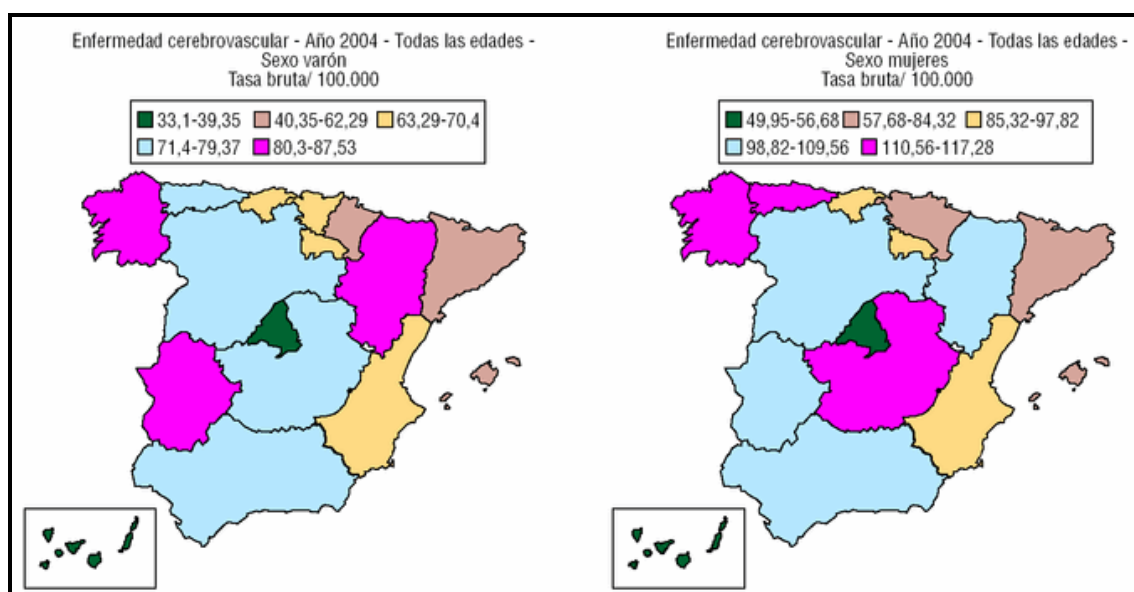 Enfermedad cerebrovascular - Año 2004 - Todas las edades -
Sexo varón
Tasa bruta/ 100.000
33,1-39,35 40,35-62,29 63,29-70,4
71,4-79,37 80,3-87,53
Enfermedad cerebrovascular - Año 2004 - Todas las edades -
Sexo mujeres
Tasa bruta/ 100.000
49,95-56,68 57,68-84,32 85,32-97,82
98,82-109,56 110,56-117,28